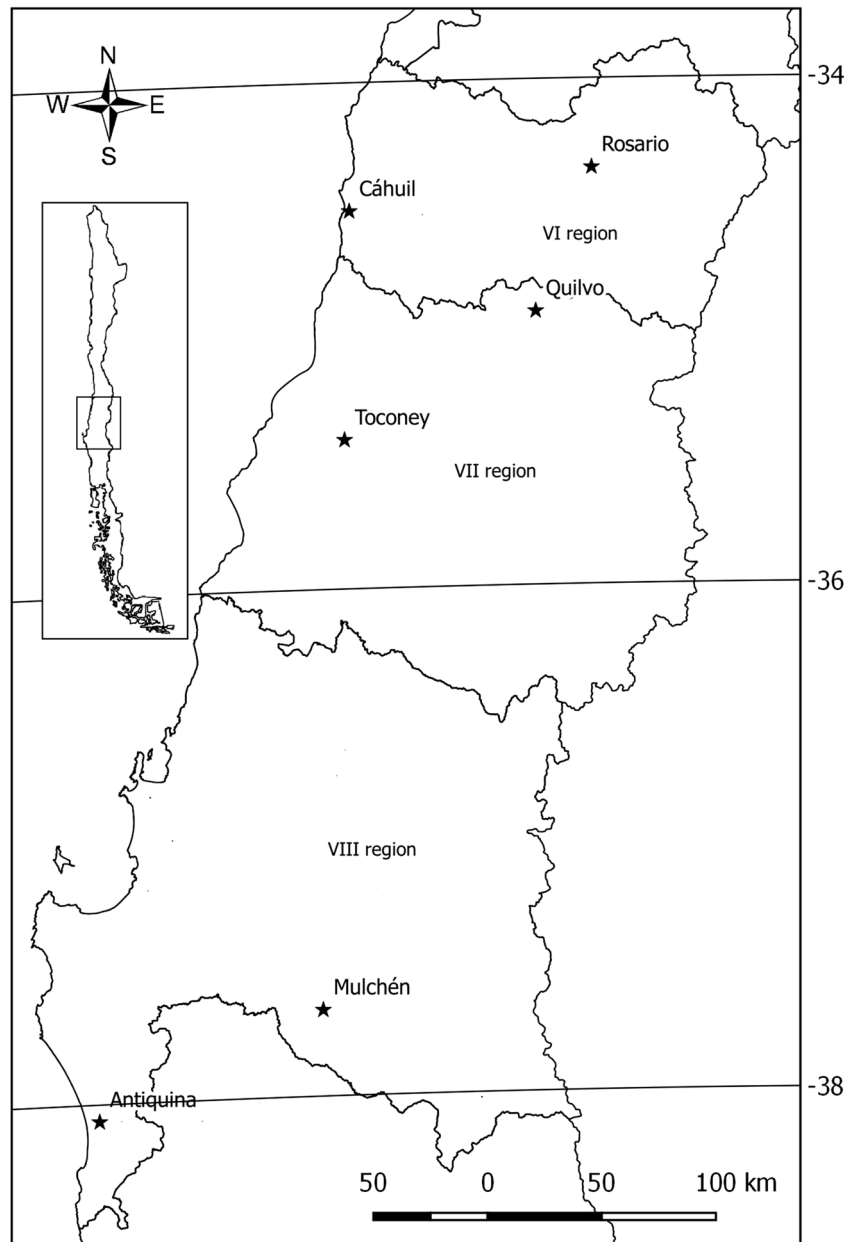 N
-34
W E
S
Rosario
Cáhuil
VI region
Quilvo
Toconey
VII region
-36
VIII region
Mulchén
-38
Antiquina
50 0 50 100 km